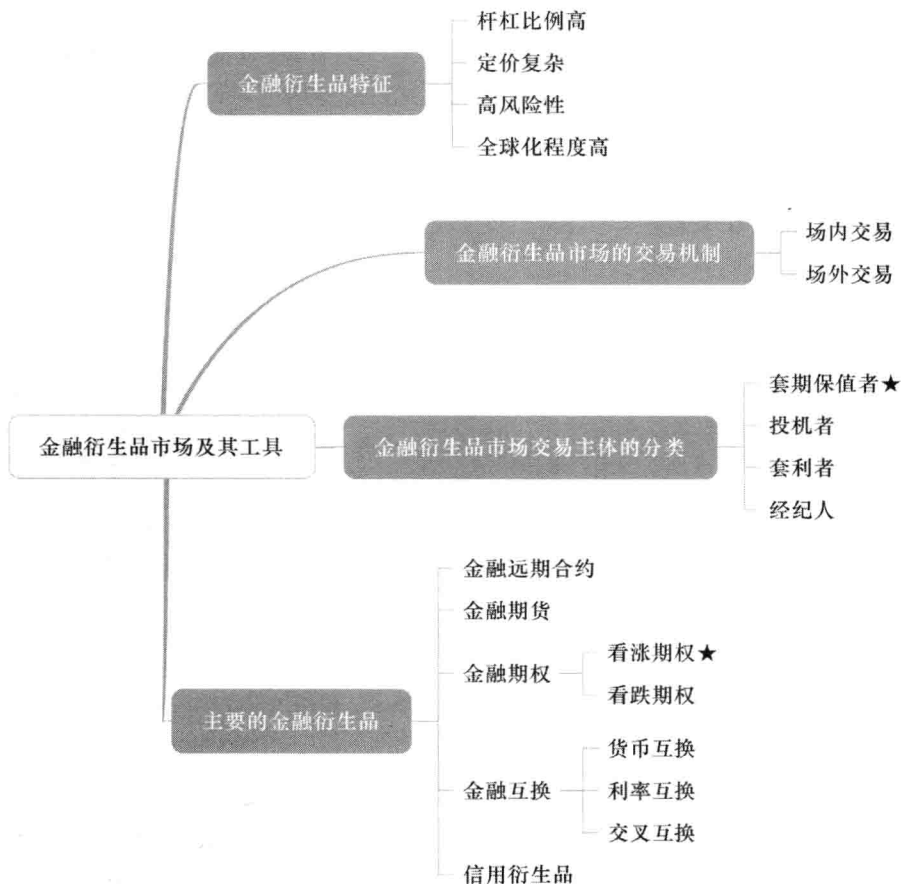 杠杆比例高
定价复杂
金融衍生品特征
高风险性
全球化程度高
金融衍生品市场的交易机制
场内交易
场外交易
金融衍生品市场及其工具
金融衍生品市场交易主体的分类
套期保值者★
投机者
套利者
经纪人
主要的金融衍生品
金融远期合约
金融期货
金融期权
看涨期权★
看跌期权
金融互换
货币互换
利率互换
交叉互换
信用衍生品